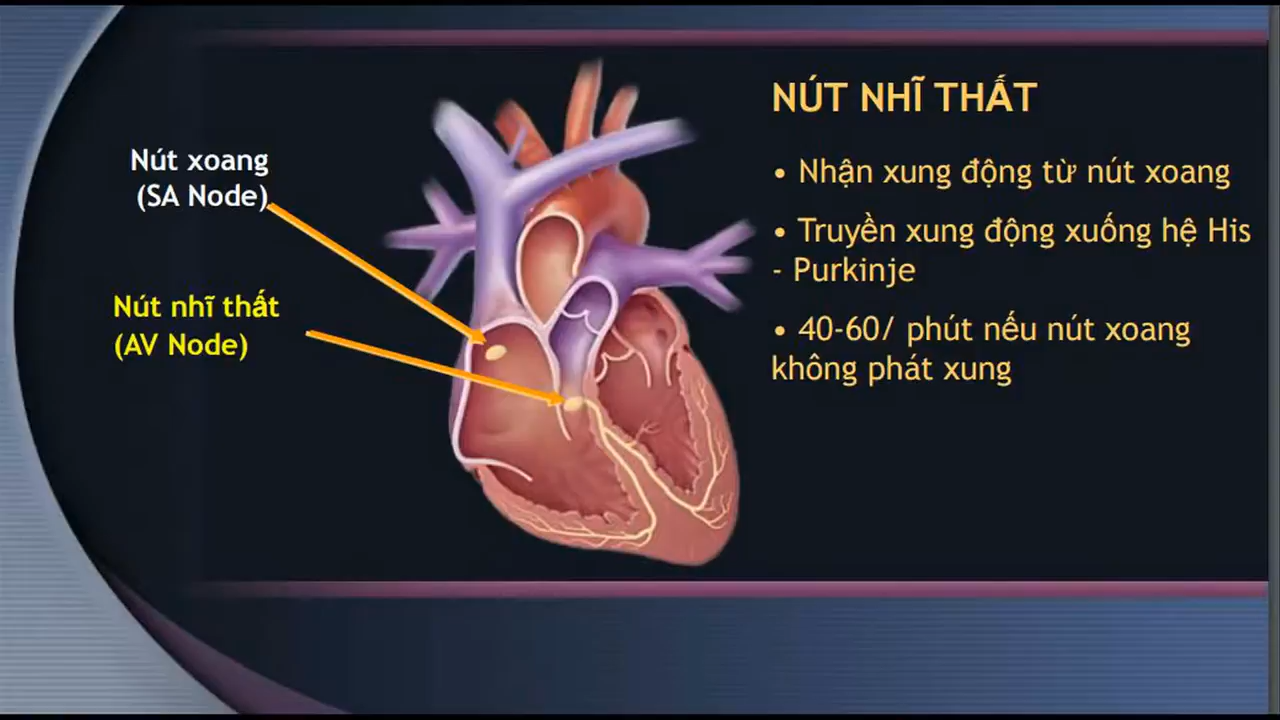 Nút xoang
(SA Node)
Nút nhĩ thất
(AV Node)
NÚT NHĨ THẤT
• Nhận xung động từ nút xoang
• Truyền xung động xuống hệ His
- Purkinje
• 40-60/ phút nếu nút xoang
không phát xung